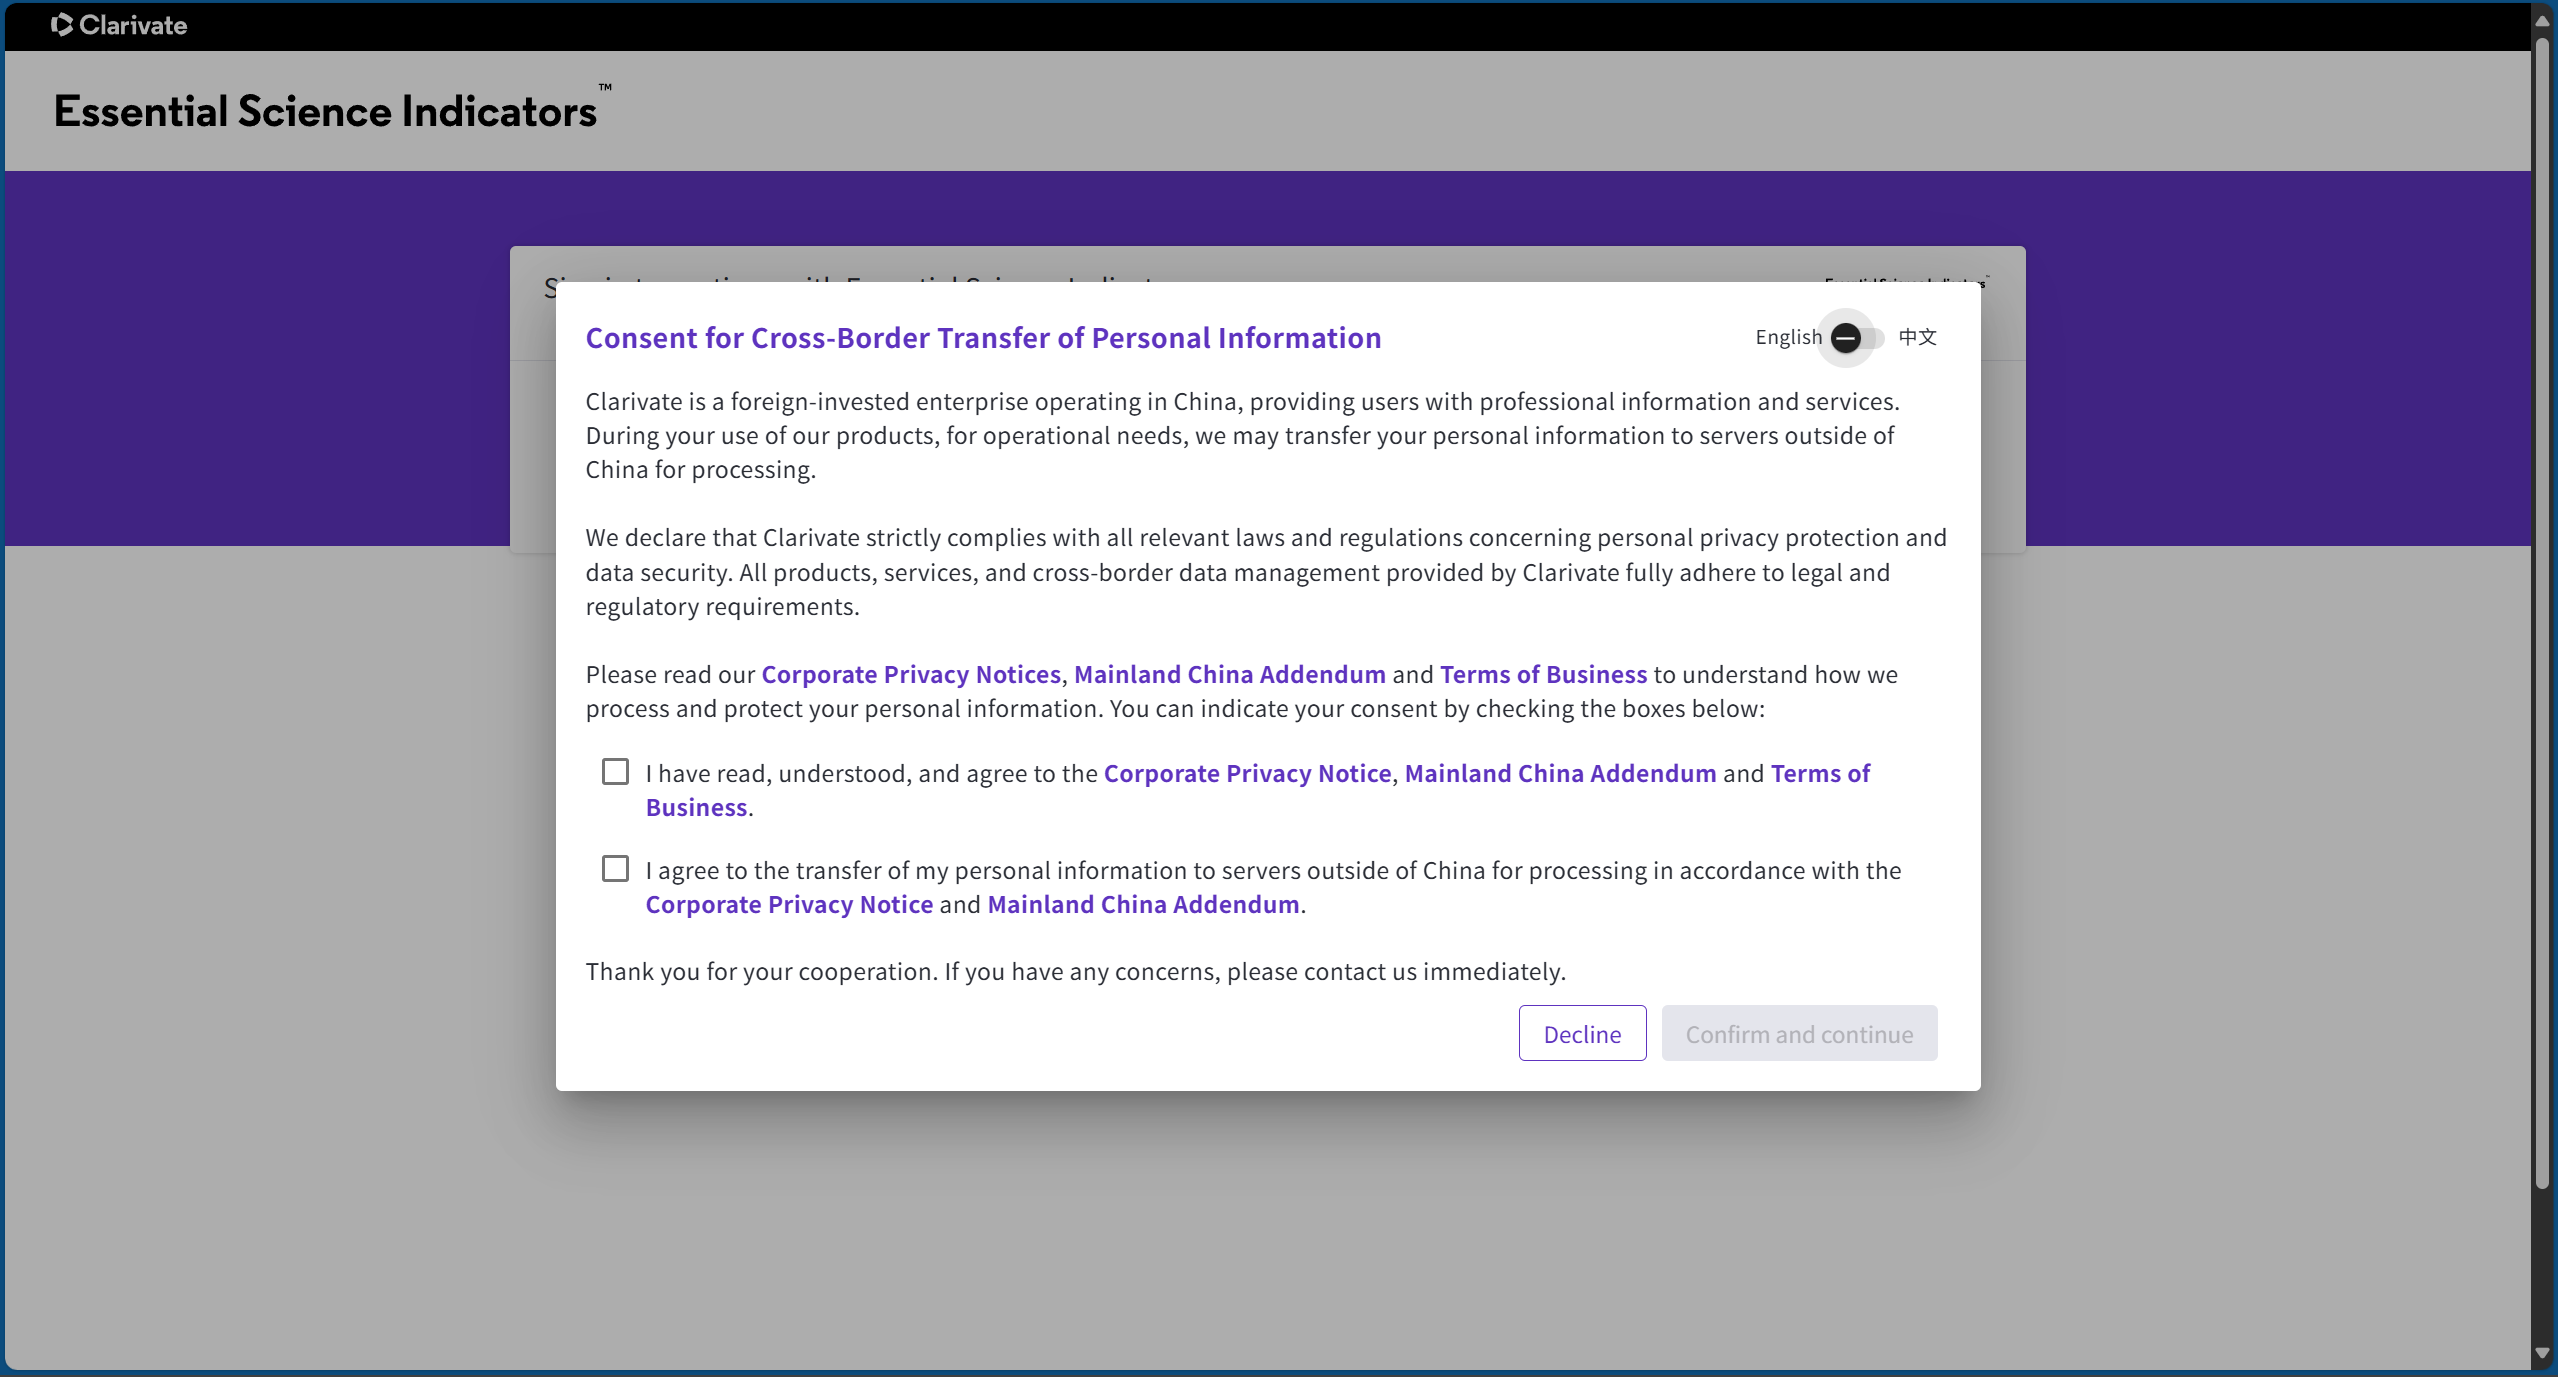 Clarivate
Essential Science Indicators™
Consent for Cross-Border Transfer of Personal Information
English 中文
Clarivate is a foreign-invested enterprise operating in China, providing users with professional information and services.
During your use of our products, for operational needs, we may transfer your personal information to servers outside of
China for processing.
We declare that Clarivate strictly complies with all relevant laws and regulations concerning personal privacy protection and
data security. All products, services, and cross-border data management provided by Clarivate fully adhere to legal and
regulatory requirements.
Please read our Corporate Privacy Notices, Mainland China Addendum and Terms of Business to understand how we
process and protect your personal information. You can indicate your consent by checking the boxes below:
I have read, understood, and agree to the Corporate Privacy Notice, Mainland China Addendum and Terms of
Business.
I agree to the transfer of my personal information to servers outside of China for processing in accordance with the
Corporate Privacy Notice and Mainland China Addendum.
Thank you for your cooperation. If you have any concerns, please contact us immediately.
Decline
Confirm and continue